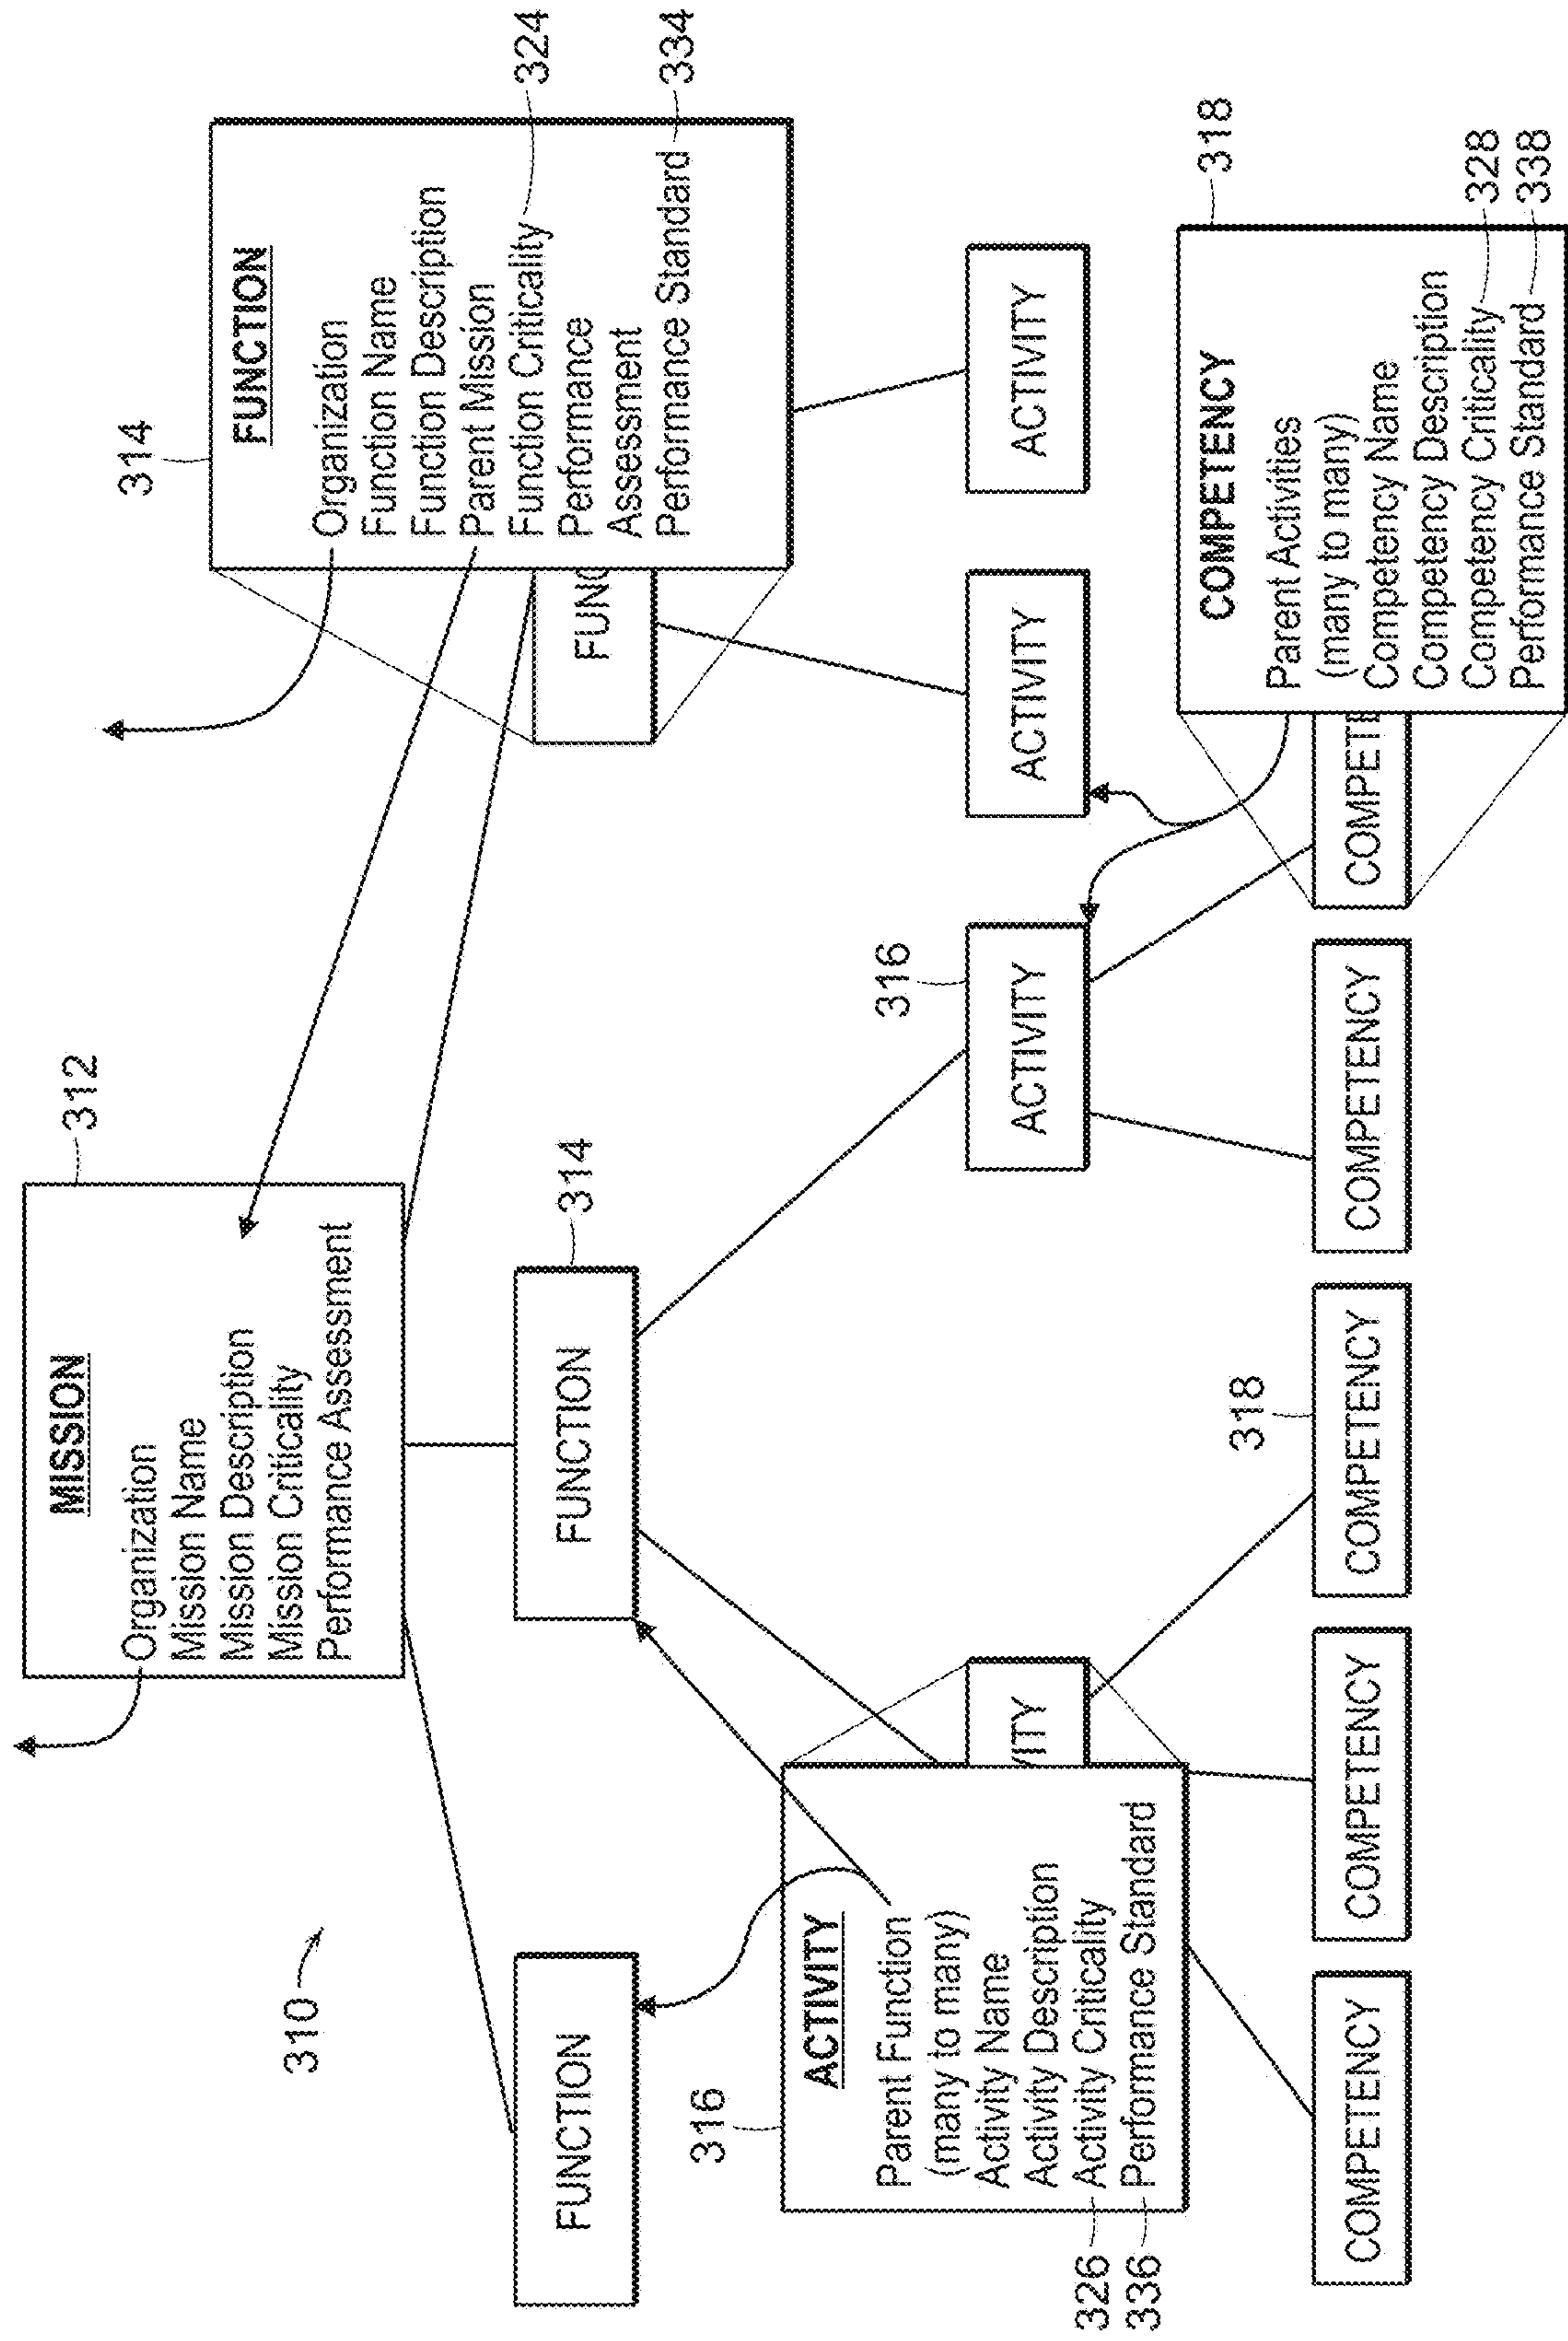 310
312
MISSION
Organization
Mission Name
Mission Description
Mission Criticality
Performance Assessment
314
FUNCTION
Organization
Function Name
Function Description
Parent Mission
Function Criticality
324
Performance
Assessment
Performance Standard
334
FUNCTION
FUNCTION
314
FUNC
316
ACTIVITY
Parent Function
(many to many)
Activity Name
Activity Description
326
Activity Criticality
336
Performance Standard
VITY
316
ACTIVITY
ACTIVITY
ACTIVITY
318
COMPETENCY
Parent Activities
(many to many)
Competency Name
Competency Description
Competency Criticality
328
Performance Standard
338
COMPETENCY
COMPETENCY
318
COMPETENCY
COMPETENCY
COMPETE